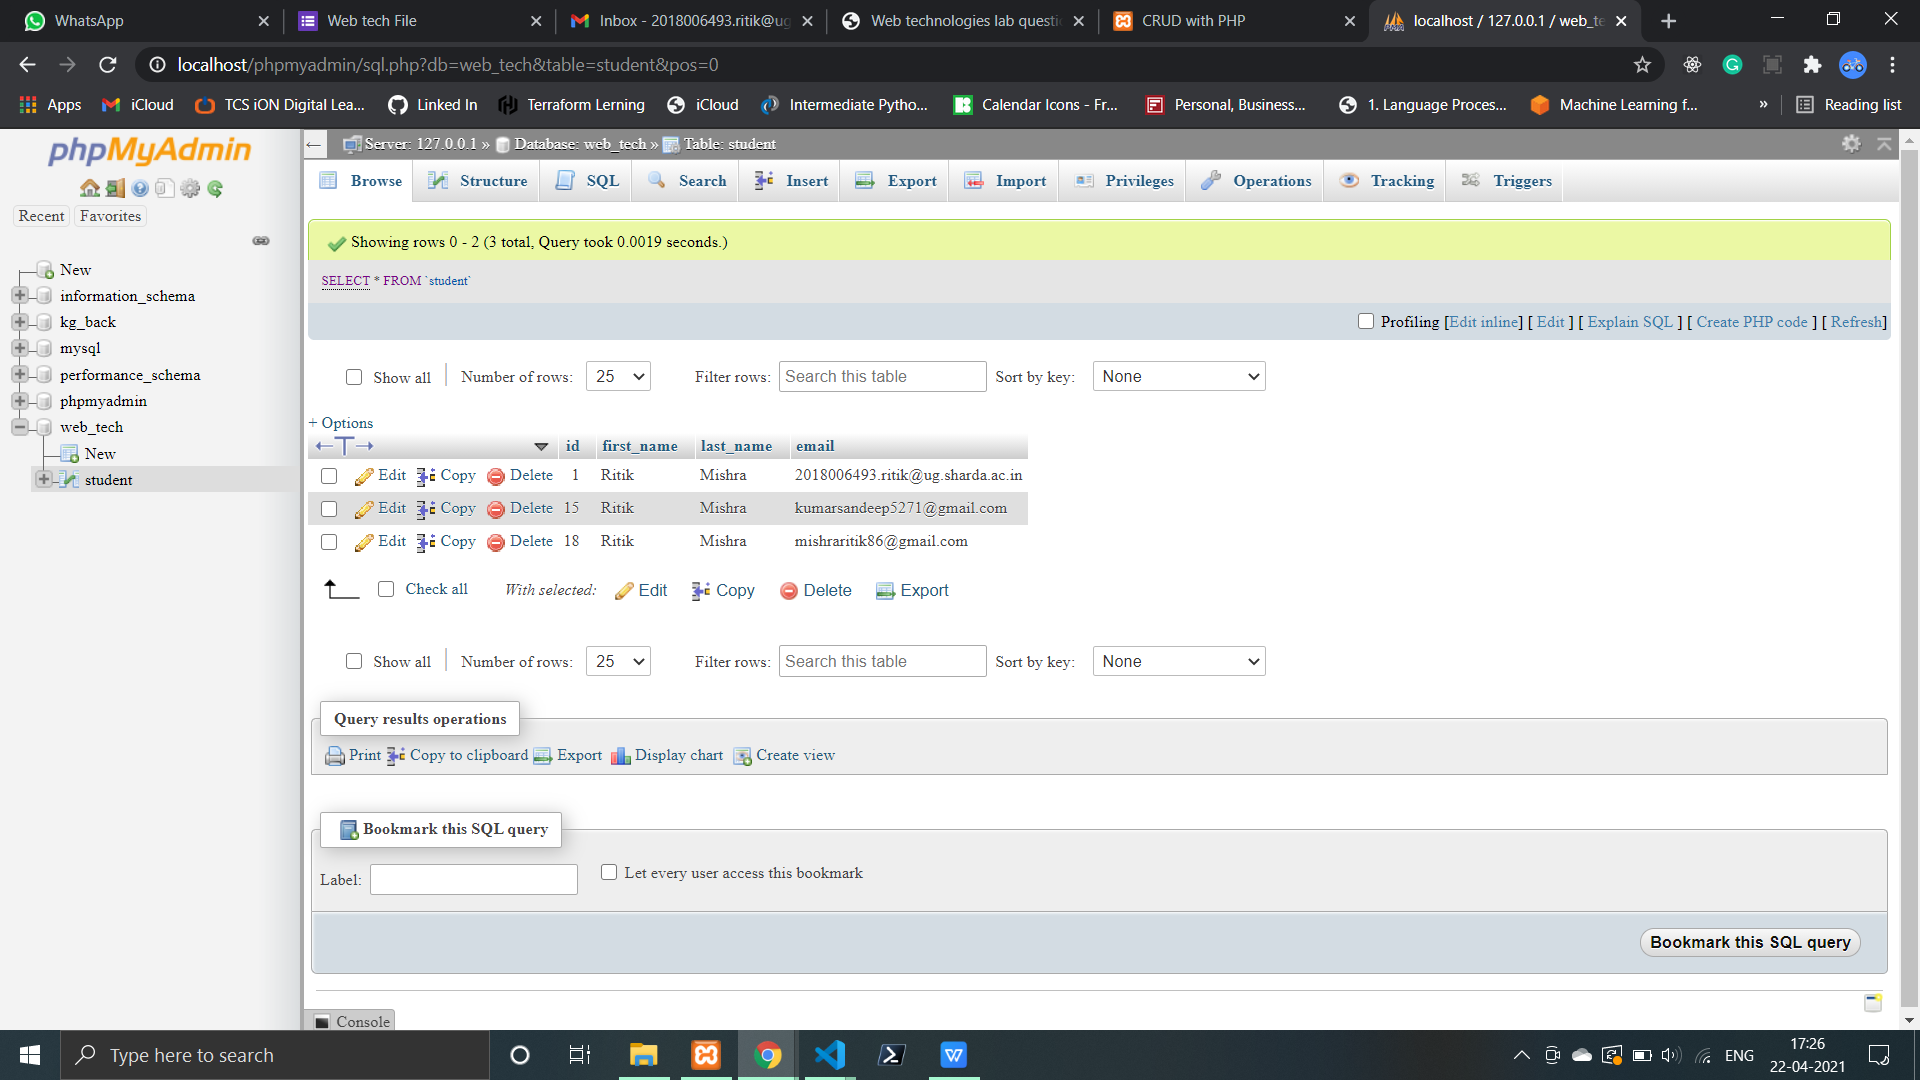 WhatsApp
Web tech File
Inbox - 2018006493.ritik@ug
Web technologies lab questi
CRUD with PHP
localhost / 127.0.0.1 / web_te
localhost/phpmyadmin/sql.php?db=web_tech&table=student&pos=0
Apps iCloud TCS iON Digital Lea... Linked In Terraform Lerning iCloud Intermediate Pytho... Calendar Icons - Fr... Personal, Business... 1. Language Proces... Machine Learning f... » Reading list
phpMyAdmin
Recent Favorites
New
information_schema
kg_back
mysql
performance_schema
phpmyadmin
web_tech
New
student
Server: 127.0.0.1 » Database: web_tech » Table: student
Browse Structure SQL Search Insert Export Import Privileges Operations Tracking Triggers
Showing rows 0 - 2 (3 total, Query took 0.0019 seconds.)
SELECT * FROM `student`
Profiling [Edit inline] [ Edit ] [ Explain SQL ] [ Create PHP code ] [ Refresh]
Show all Number of rows: 25 Filter rows: Search this table Sort by key: None
+ Options
←T→ id first_name last_name email
Edit Copy Delete 1 Ritik Mishra 2018006493.ritik@ug.sharda.ac.in
Edit Copy Delete 15 Ritik Mishra kumarsandeep5271@gmail.com
Edit Copy Delete 18 Ritik Mishra mishraritik86@gmail.com
Check all With selected: Edit Copy Delete Export
Show all Number of rows: 25 Filter rows: Search this table Sort by key: None
Query results operations
Print Copy to clipboard Export Display chart Create view
Bookmark this SQL query
Label: Let every user access this bookmark
Bookmark this SQL query
Console
Type here to search
ENG
17:26
22-04-2021